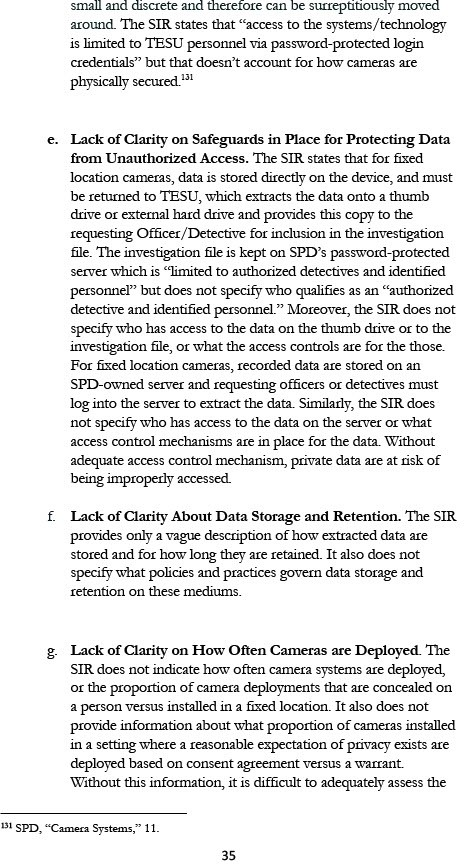 small and discrete and therefore can be surreptitiously moved
around. The SIR states that “access to the systems/technology
is limited to TESU personnel via password-protected login
credentials” but that doesn’t account for how cameras are
physically secured.131
e. Lack of Clarity on Safeguards in Place for Protecting Data
from Unauthorized Access. The SIR states that for fixed
location cameras, data is stored directly on the device, and must
be returned to TESU, which extracts the data onto a thumb
drive or external hard drive and provides this copy to the
requesting Officer/Detective for inclusion in the investigation
file. The investigation file is kept on SPD’s password-protected
server which is “limited to authorized detectives and identified
personnel” but does not specify who qualifies as an “authorized
detective and identified personnel.” Moreover, the SIR does not
specify who has access to the data on the thumb drive or to the
investigation file, or what the access controls are for the those.
For fixed location cameras, recorded data are stored on an
SPD-owned server and requesting officers or detectives must
log into the server to extract the data. Similarly, the SIR does
not specify who has access to the data on the server or what
access control mechanisms are in place for the data. Without
adequate access control mechanism, private data are at risk of
being improperly accessed.
f. Lack of Clarity About Data Storage and Retention. The SIR
provides only a vague description of how extracted data are
stored and for how long they are retained. It also does not
specify what policies and practices govern data storage and
retention on these mediums.
g. Lack of Clarity on How Often Cameras are Deployed. The
SIR does not indicate how often camera systems are deployed,
or the proportion of camera deployments that are concealed on
a person versus installed in a fixed location. It also does not
provide information about what proportion of cameras installed
in a setting where a reasonable expectation of privacy exists are
deployed based on consent agreement versus a warrant.
Without this information, it is difficult to adequately assess the
131 SPD, “Camera Systems,” 11.
35